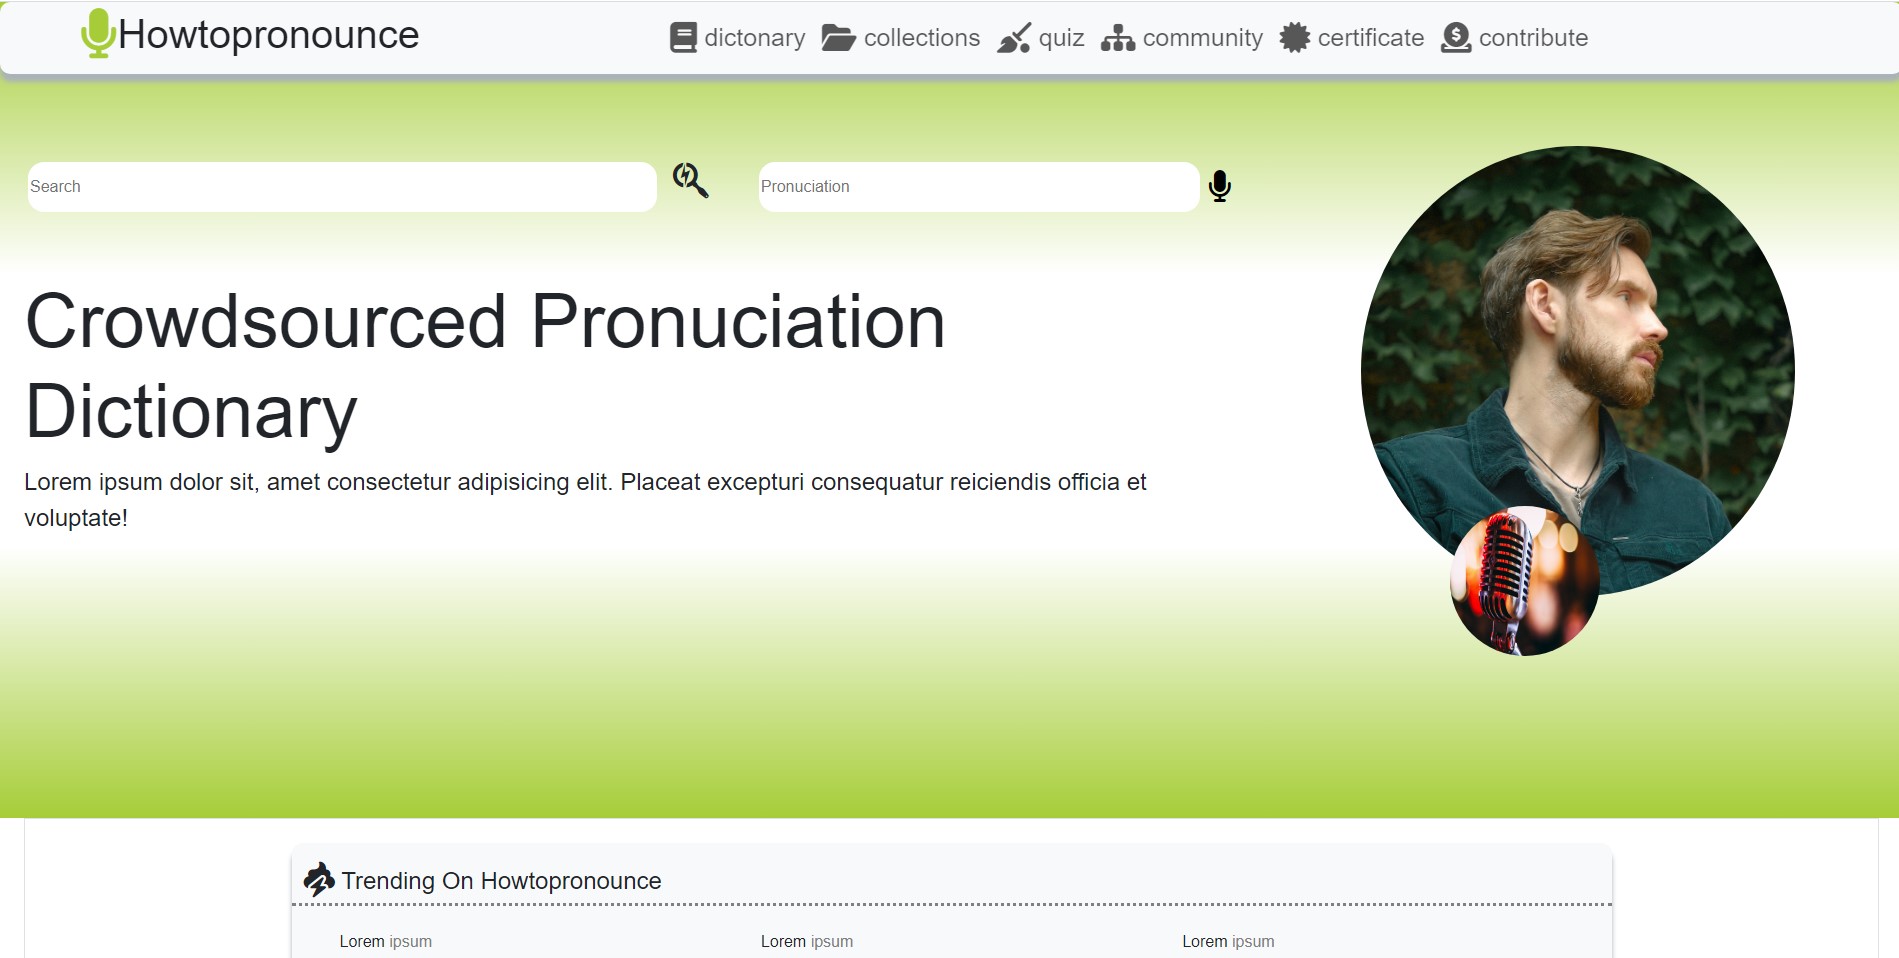 Howtopronounce
dictonary collections quiz community certificate contribute
Search
Pronuciation
Crowdsourced Pronuciation
Dictionary
Lorem ipsum dolor sit, amet consectetur adipisicing elit. Placeat excepturi consequatur reiciendis officia et
voluptate!
Trending On Howtopronounce
Lorem ipsum
Lorem ipsum
Lorem ipsum